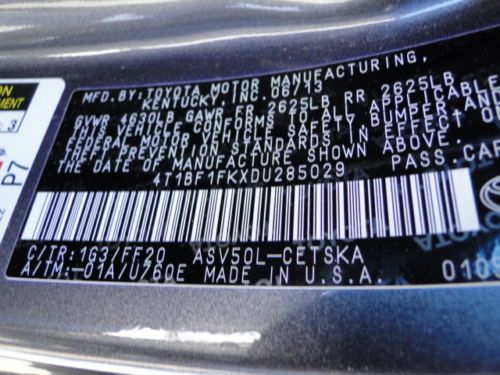 MFD.BY:TOYOTA MOTOR MANUFACTURING,
KENTUCKY, INC. 06/13
GVWR 4630LB GAWR FR 2625LB RR 2625LB
THIS VEHICLE CONFORMS TO ALL APPLICABLE
FEDERAL MOTOR VEHICLE SAFETY, BUMPER AND
THEFT PREVENTION STANDARDS IN EFFECT ON
THE DATE OF MANUFACTURE SHOWN ABOVE.
4T1BF1FKXDU285029 PASS.CAR
C/TR:1G3/FF20 ASV50L-CETSKA
A/TM:-01A/U760E MADE IN U.S.A.
P7
3